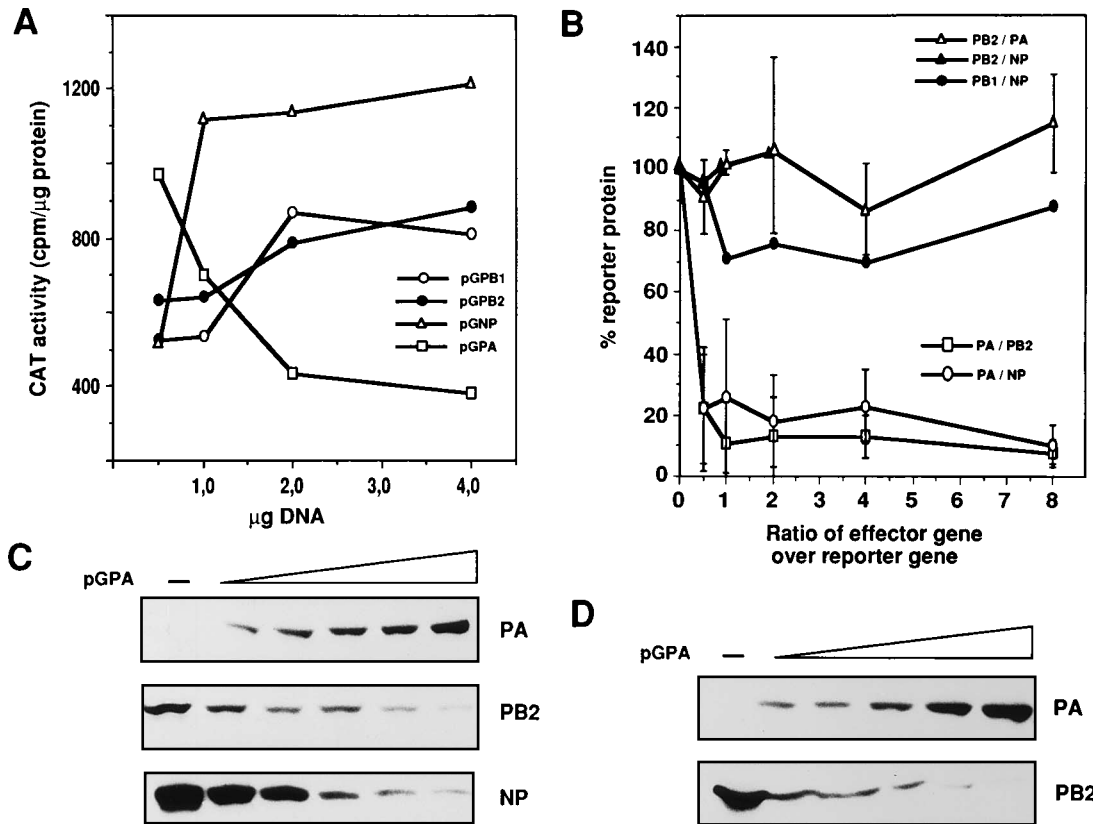 A
CAT activity (cpm/µg protein)
1200
800
400
1,0 2,0 3,0 4,0
µg DNA
pGPB1
pGPB2
pGNP
pGPA
B
% reporter protein
140
120
100
80
60
40
20
0
0 1 2 3 4 5 6 7 8
Ratio of effector gene
over reporter gene
PB2 / PA
PB2 / NP
PB1 / NP
PA / PB2
PA / NP
C
pGPA –
PA
PB2
NP
D
pGPA –
PA
PB2